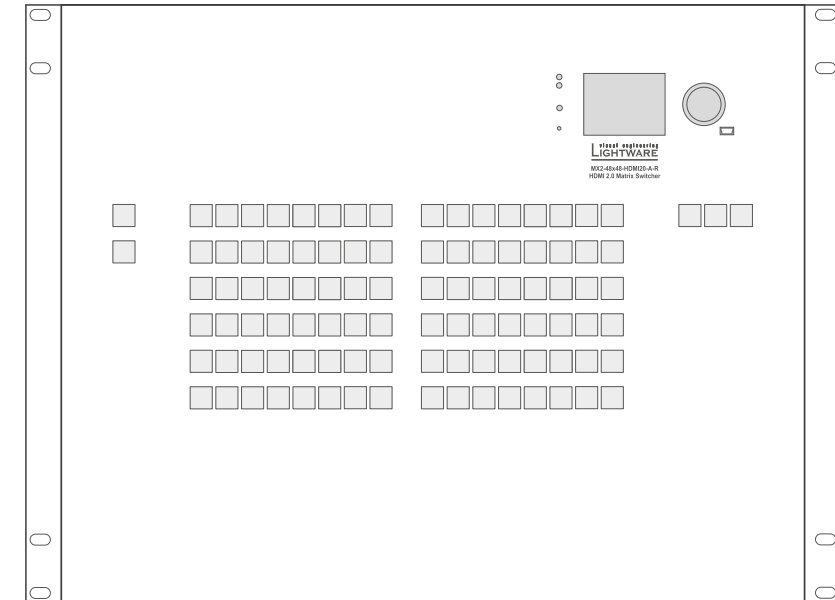 visual engineering
LIGHTWARE
MX2-48x48-HDMI20-A-R
HDMI 2.0 Matrix Switcher